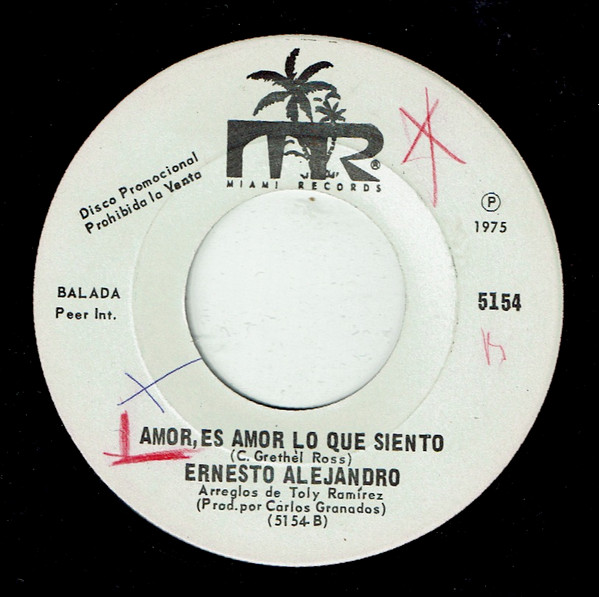 MR®
MIAMI RECORDS
Disco Promocional
Prohibida la Venta
Ⓟ
1975
BALADA
Peer Int.
5154
AMOR, ES AMOR LO QUE SIENTO
(C. Grethel Ross)
ERNESTO ALEJANDRO
Arreglos de Toly Ramírez
(Prod. por Carlos Granados)
(5154-B)